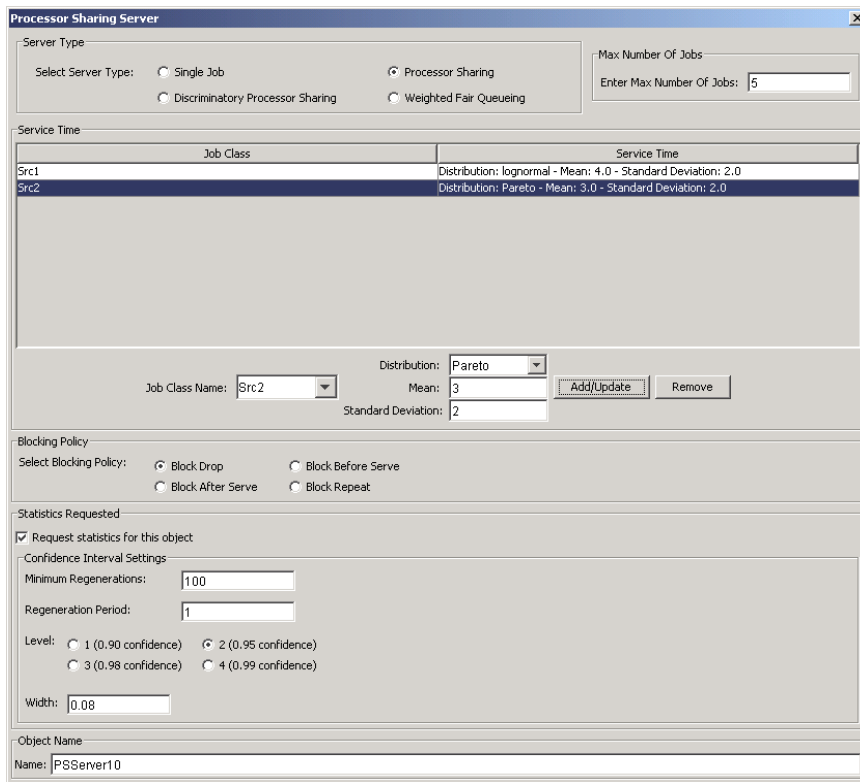 Processor Sharing Server
Server Type
Select Server Type:
Single Job
Processor Sharing
Discriminatory Processor Sharing
Weighted Fair Queueing
Max Number Of Jobs
Enter Max Number Of Jobs: 5
Service Time
Job Class Service Time
Src1 Distribution: lognormal - Mean: 4.0 - Standard Deviation: 2.0
Src2 Distribution: Pareto - Mean: 3.0 - Standard Deviation: 2.0
Distribution: Pareto
Job Class Name: Src2 Mean: 3 Add/Update Remove
Standard Deviation: 2
Blocking Policy
Select Blocking Policy: Block Drop Block Before Serve
Block After Serve Block Repeat
Statistics Requested
Request statistics for this object
Confidence Interval Settings
Minimum Regenerations: 100
Regeneration Period: 1
Level: 1 (0.90 confidence) 2 (0.95 confidence)
3 (0.98 confidence) 4 (0.99 confidence)
Width: 0.08
Object Name
Name: PSServer10